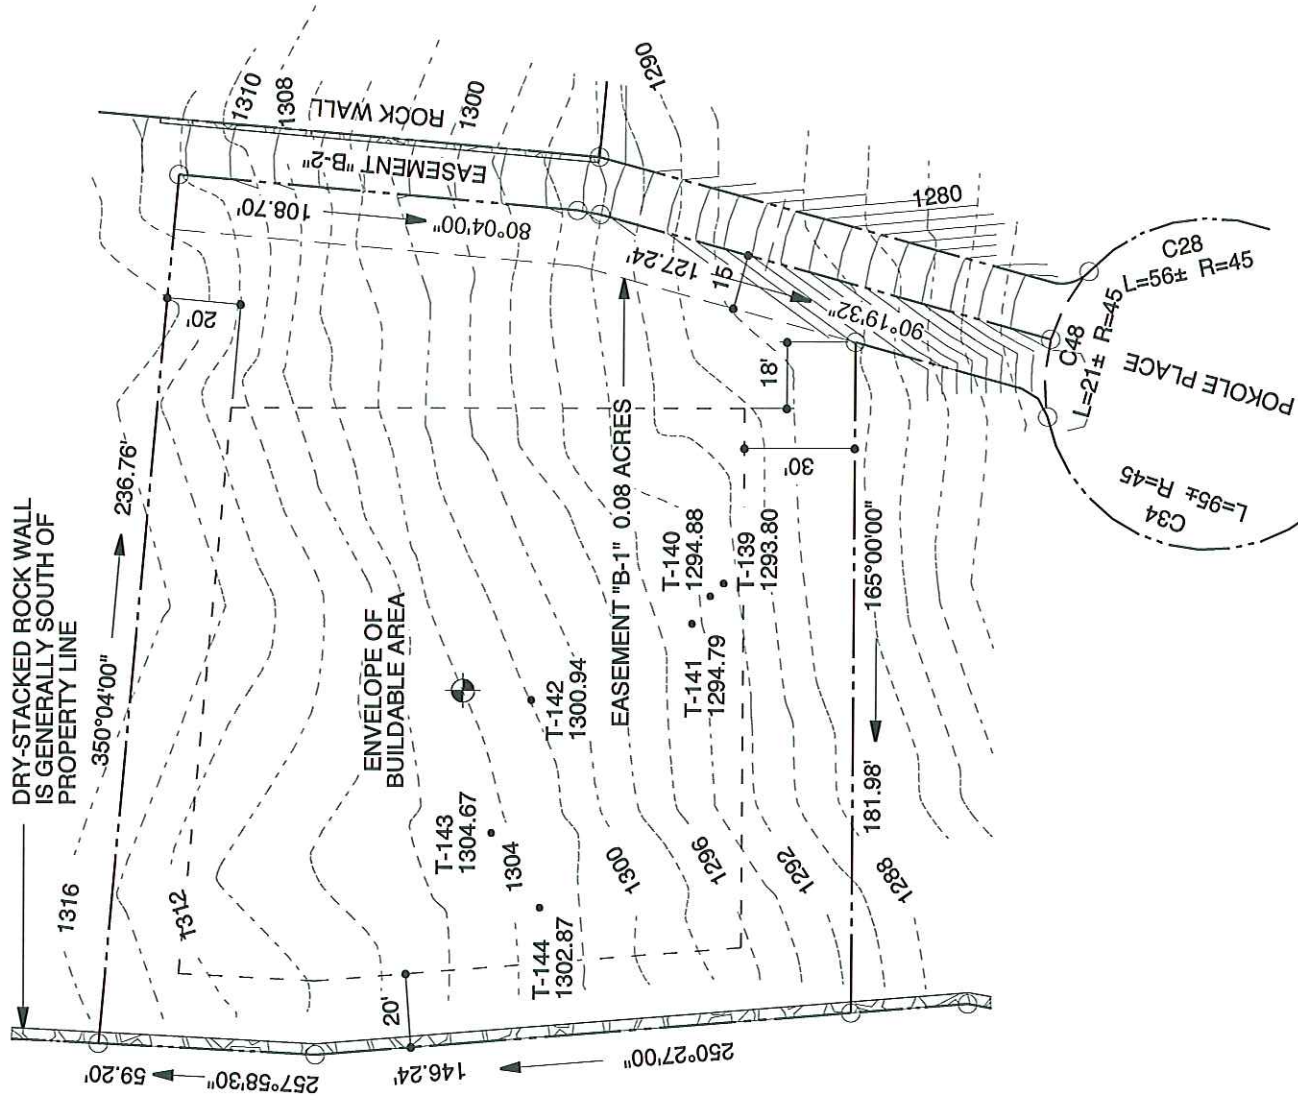 DRY-STACKED ROCK WALL
IS GENERALLY SOUTH OF
PROPERTY LINE
350°04'00"
236.76'
1316
1312
1310
1308
1300
1290
1280
ROCK WALL
EASEMENT "B-2"
108.70'
80°04'00"
127.24'
15'
90°19'32"
20'
18'
30'
ENVELOPE OF
BUILDABLE AREA
EASEMENT "B-1" 0.08 ACRES
T-140
1294.88
T-139
1293.80
T-141
1294.79
T-142
1300.94
T-143
1304.67
1304
T-144
1302.87
1300
1296
1292
1288
165°00'00"
181.98'
20'
59.20'
257°58'30"
146.24'
250°27'00"
C28
L=56± R=45
C48
L=21± R=45
POKOLE PLACE
C34
L=95± R=45